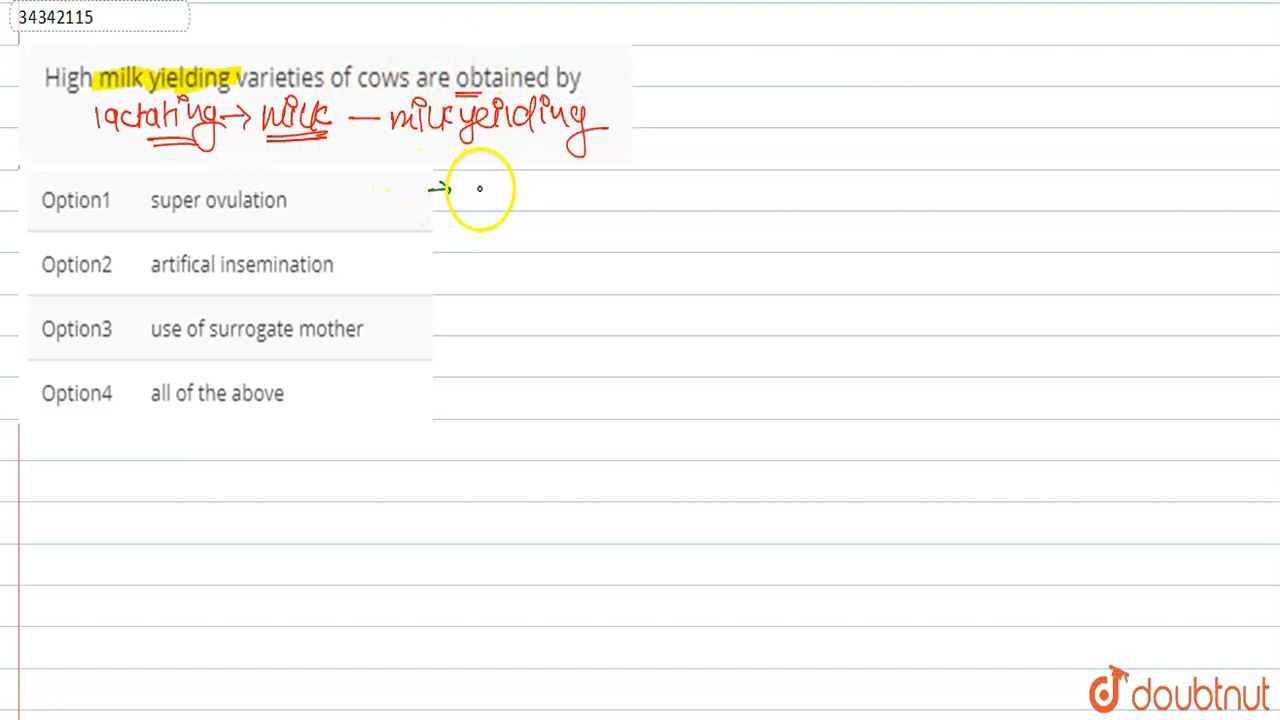 34342115
High milk yielding varieties of cows are obtained by
lactating → milk — milk yeilding
Option1 super ovulation →
Option2 artifical insemination
Option3 use of surrogate mother
Option4 all of the above
doubtnut